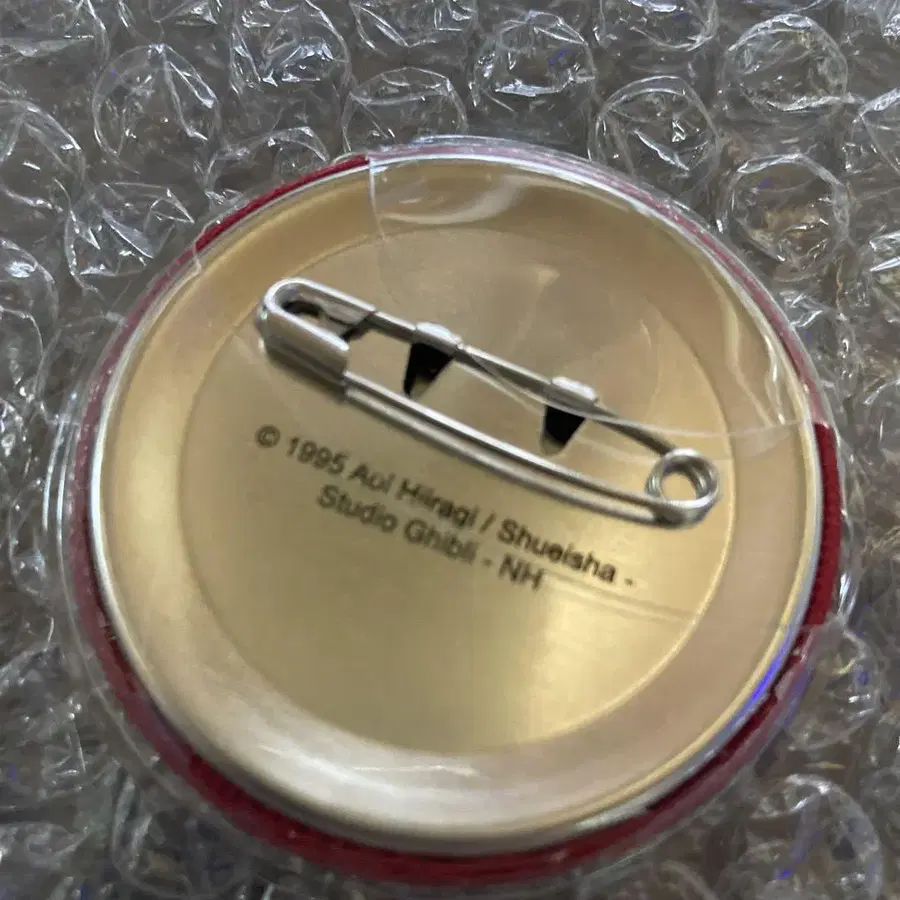 © 1995 Aoi Hiiragi / Shueisha -
Studio Ghibli - NH